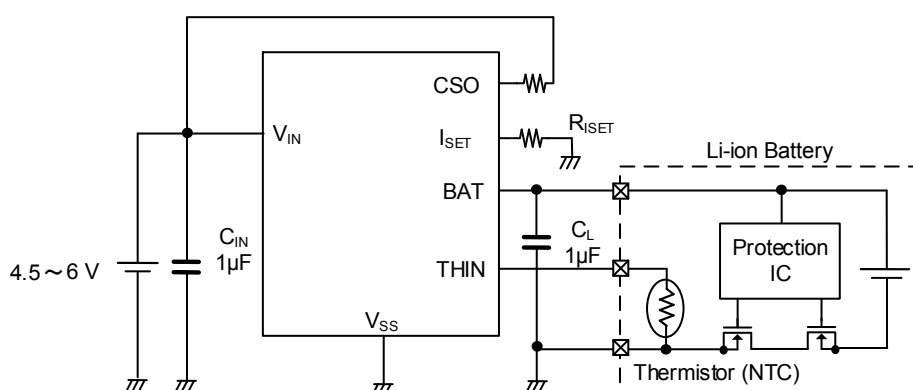 CSO
V_IN
I_SET
R_ISET
Li-ion Battery
BAT
C_IN
1μF
C_L
1μF
Protection
IC
4.5～6 V
THIN
V_SS
Thermistor (NTC)